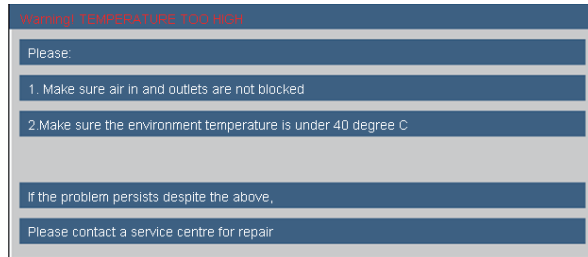 Warning! TEMPERATURE TOO HIGH
Please:
1. Make sure air in and outlets are not blocked
2.Make sure the environment temperature is under 40 degree C
If the problem persists despite the above,
Please contact a service centre for repair